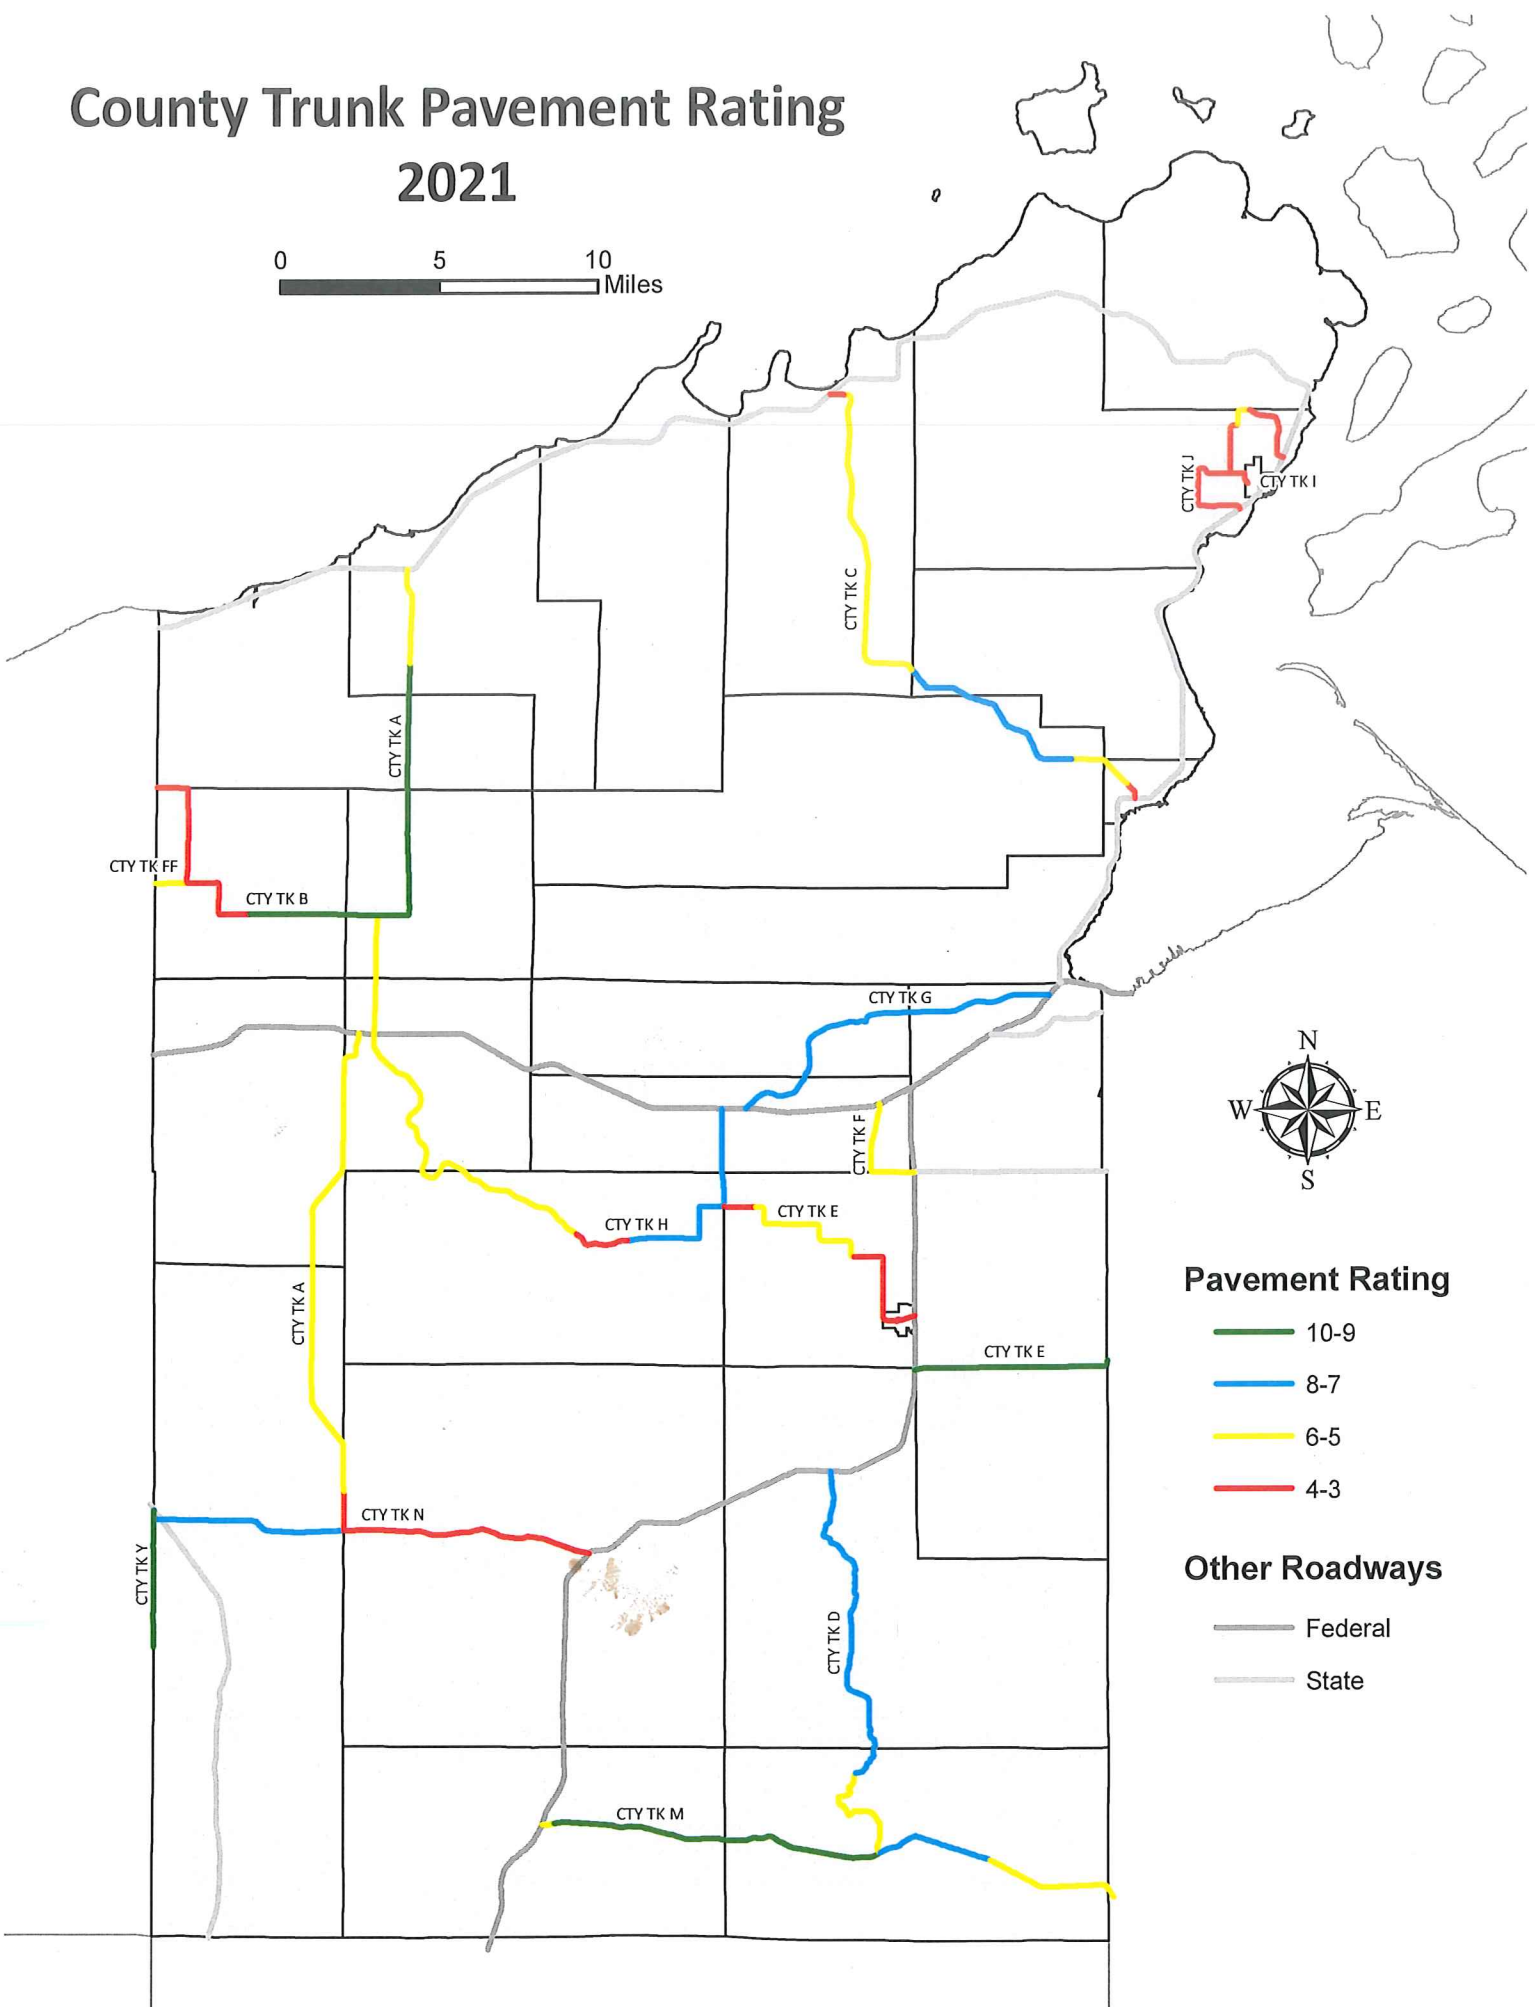 County Trunk Pavement Rating
2021
0 5 10
Miles
CTY TK J
CTY TK I
CTY TK C
CTY TK A
CTY TK FF
CTY TK B
CTY TK G
CTY TK F
CTY TK H
CTY TK E
CTY TK A
CTY TK E
CTY TK N
CTY TK Y
CTY TK D
CTY TK M
N
W
E
S
Pavement Rating
10-9
8-7
6-5
4-3
Other Roadways
Federal
State